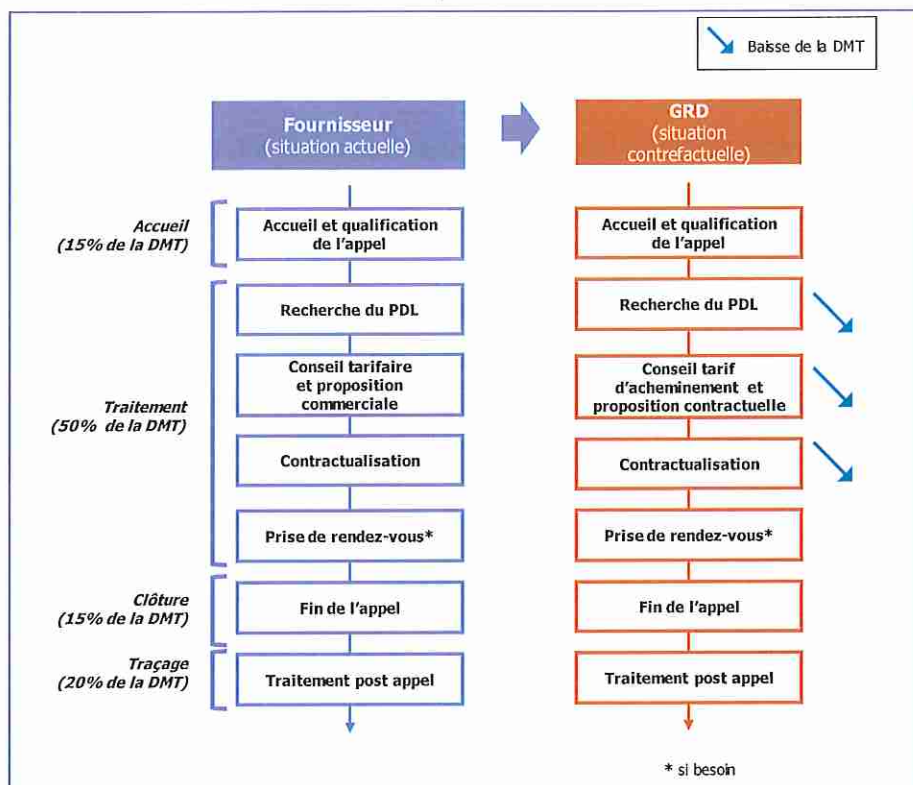 Baisse de la DMT
Fournisseur
(situation actuelle)
GRD
(situation
contrefactuelle)
Accueil
(15% de la DMT)
Accueil et qualification
de l'appel
Accueil et qualification
de l'appel
Traitement
(50% de la DMT)
Recherche du PDL
Recherche du PDL
Conseil tarifaire
et proposition
commerciale
Conseil tarif
d'acheminement et
proposition contractuelle
Contractualisation
Contractualisation
Prise de rendez-vous*
Prise de rendez-vous*
Clôture
(15% de la DMT)
Fin de l'appel
Fin de l'appel
Traçage
(20% de la DMT)
Traitement post appel
Traitement post appel
* si besoin